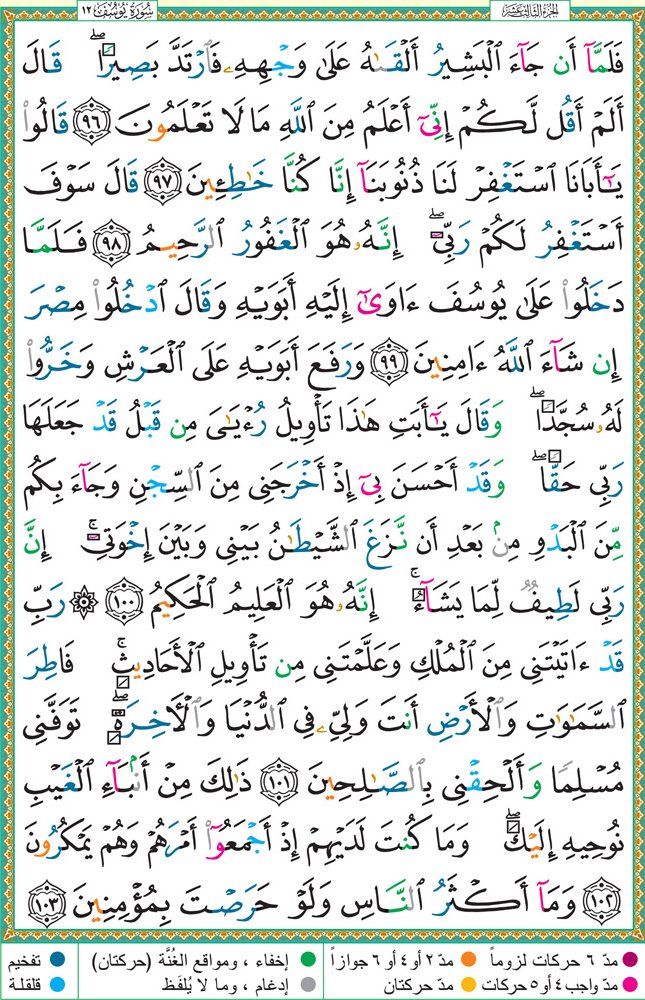 سُورَةُ يُوسُفَ ١٢ الجزء الثالث عشر
فَلَمَّآ أَن جَآءَ ٱلْبَشِيرُ أَلْقَىٰهُ عَلَىٰ وَجْهِهِۦ فَٱرْتَدَّ بَصِيرًا ۖ قَالَ
أَلَمْ أَقُل لَّكُمْ إِنِّىٓ أَعْلَمُ مِنَ ٱللَّهِ مَا لَا تَعْلَمُونَ ٩٦ قَالُوا۟
يَـٰٓأَبَانَا ٱسْتَغْفِرْ لَنَا ذُنُوبَنَآ إِنَّا كُنَّا خَـٰطِـِٔينَ ٩٧ قَالَ سَوْفَ
أَسْتَغْفِرُ لَكُمْ رَبِّىٓ ۖ إِنَّهُۥ هُوَ ٱلْغَفُورُ ٱلرَّحِيمُ ٩٨ فَلَمَّا
دَخَلُوا۟ عَلَىٰ يُوسُفَ ءَاوَىٰٓ إِلَيْهِ أَبَوَيْهِ وَقَالَ ٱدْخُلُوا۟ مِصْرَ
إِن شَآءَ ٱللَّهُ ءَامِنِينَ ٩٩ وَرَفَعَ أَبَوَيْهِ عَلَى ٱلْعَرْشِ وَخَرُّوا۟
لَهُۥ سُجَّدًا ۖ وَقَالَ يَـٰٓأَبَتِ هَـٰذَا تَأْوِيلُ رُءْيَـٰىَ مِن قَبْلُ قَدْ جَعَلَهَا
رَبِّى حَقًّا ۖ وَقَدْ أَحْسَنَ بِىٓ إِذْ أَخْرَجَنِى مِنَ ٱلسِّجْنِ وَجَآءَ بِكُم
مِّنَ ٱلْبَدْوِ مِنۢ بَعْدِ أَن نَّزَغَ ٱلشَّيْطَـٰنُ بَيْنِى وَبَيْنَ إِخْوَتِىٓ ۚ إِنَّ
رَبِّى لَطِيفٌ لِّمَا يَشَآءُ ۚ إِنَّهُۥ هُوَ ٱلْعَلِيمُ ٱلْحَكِيمُ ١٠٠ ۞ رَبِّ
قَدْ ءَاتَيْتَنِى مِنَ ٱلْمُلْكِ وَعَلَّمْتَنِى مِن تَأْوِيلِ ٱلْأَحَادِيثِ ۚ فَاطِرَ
ٱلسَّمَـٰوَٰتِ وَٱلْأَرْضِ أَنتَ وَلِىِّۦ فِى ٱلدُّنْيَا وَٱلْـَٔاخِرَةِ ۖ تَوَفَّنِى
مُسْلِمًا وَأَلْحِقْنِى بِٱلصَّـٰلِحِينَ ١٠١ ذَٰلِكَ مِنْ أَنۢبَآءِ ٱلْغَيْبِ
نُوحِيهِ إِلَيْكَ ۖ وَمَا كُنتَ لَدَيْهِمْ إِذْ أَجْمَعُوٓا۟ أَمْرَهُمْ وَهُمْ يَمْكُرُونَ
١٠٢ وَمَآ أَكْثَرُ ٱلنَّاسِ وَلَوْ حَرَصْتَ بِمُؤْمِنِينَ ١٠٣
مدّ ٦ حركات لزوماً مدّ ٢ أو ٤ أو ٦ جوازاً إخفاء ، ومواقع الغُنَّة (حركتان) تفخيم
مدّ واجب ٤ أو ٥ حركات مدّ حركتان إدغام ، وما لا يُلفَظ قلقلة